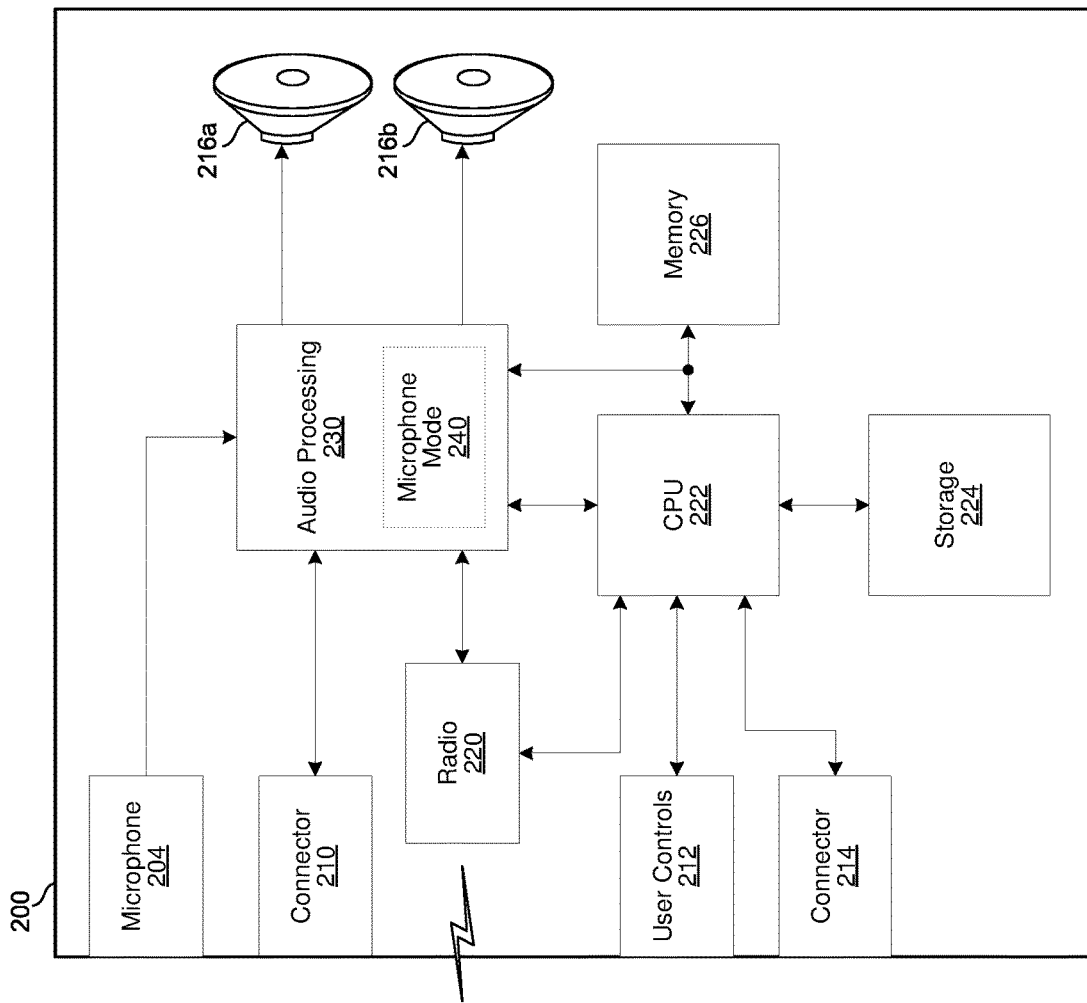 200
Microphone
204
Connector
210
Radio
220
User Controls
212
Connector
214
Audio Processing
230
Microphone
Mode
240
CPU
222
Storage
224
Memory
226
216a
216b